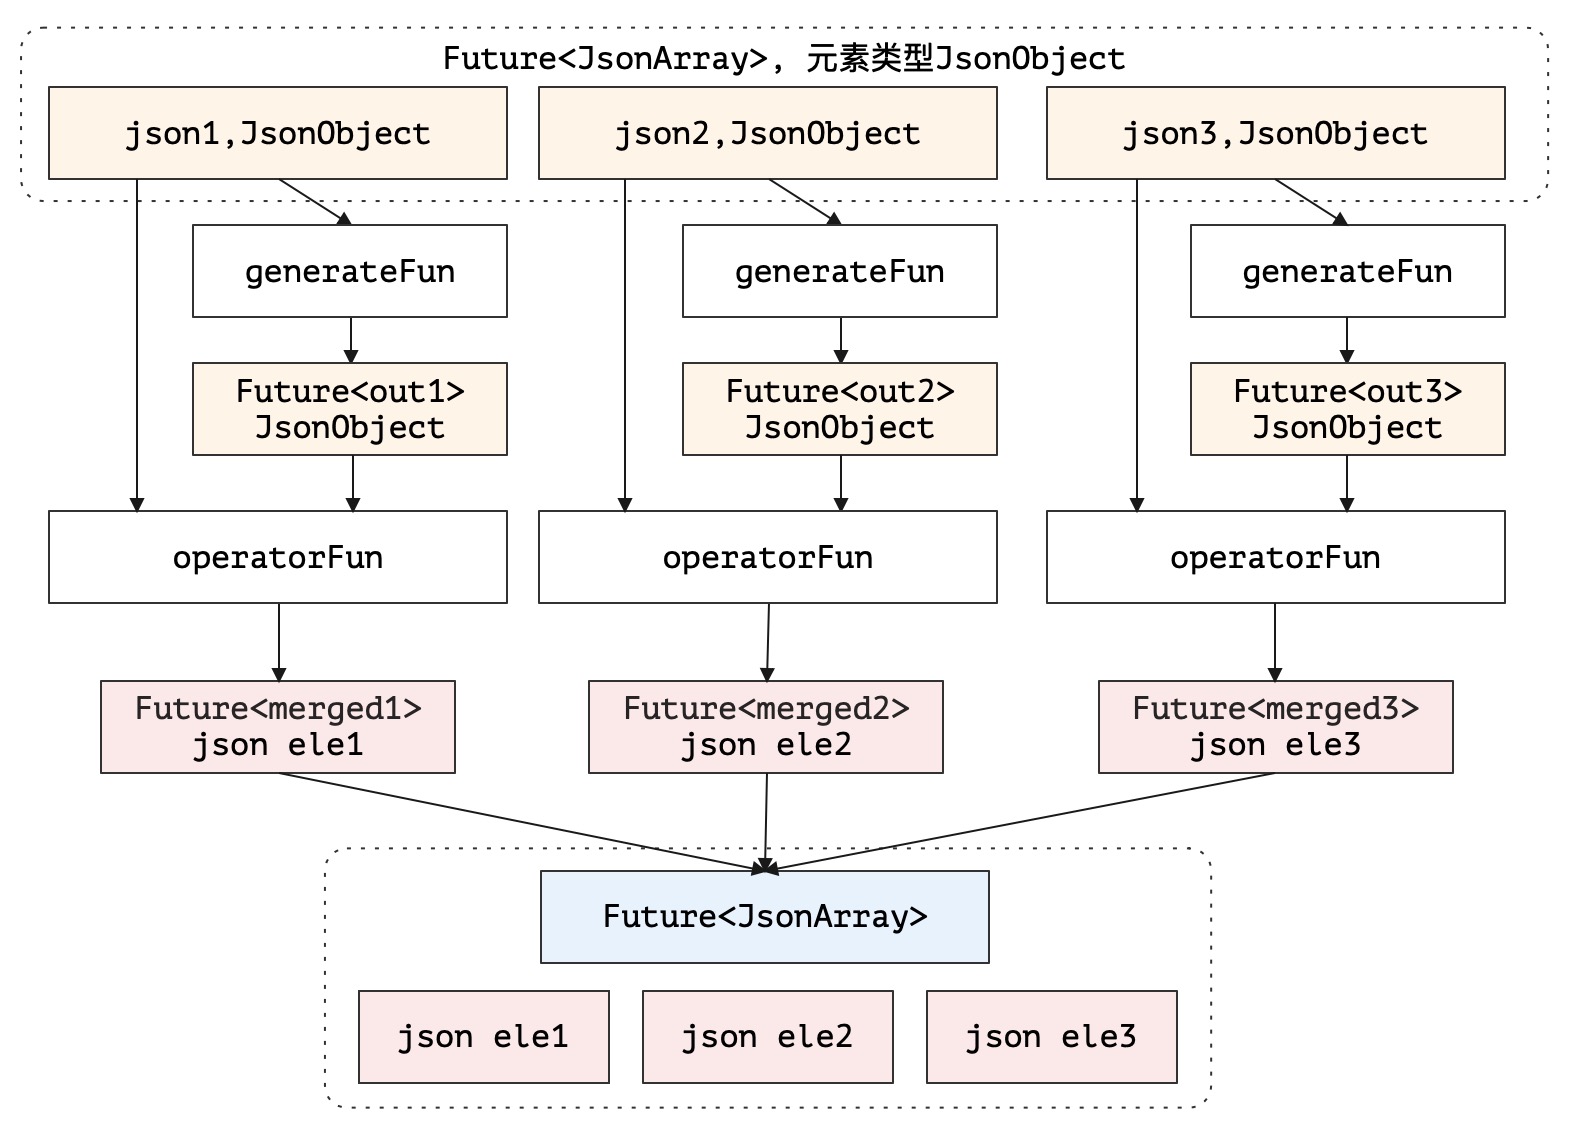 Future<JsonArray>, 元素类型JsonObject
json1,JsonObject
json2,JsonObject
json3,JsonObject
generateFun
generateFun
generateFun
Future<out1>
JsonObject
Future<out2>
JsonObject
Future<out3>
JsonObject
operatorFun
operatorFun
operatorFun
Future<merged1>
json ele1
Future<merged2>
json ele2
Future<merged3>
json ele3
Future<JsonArray>
json ele1
json ele2
json ele3